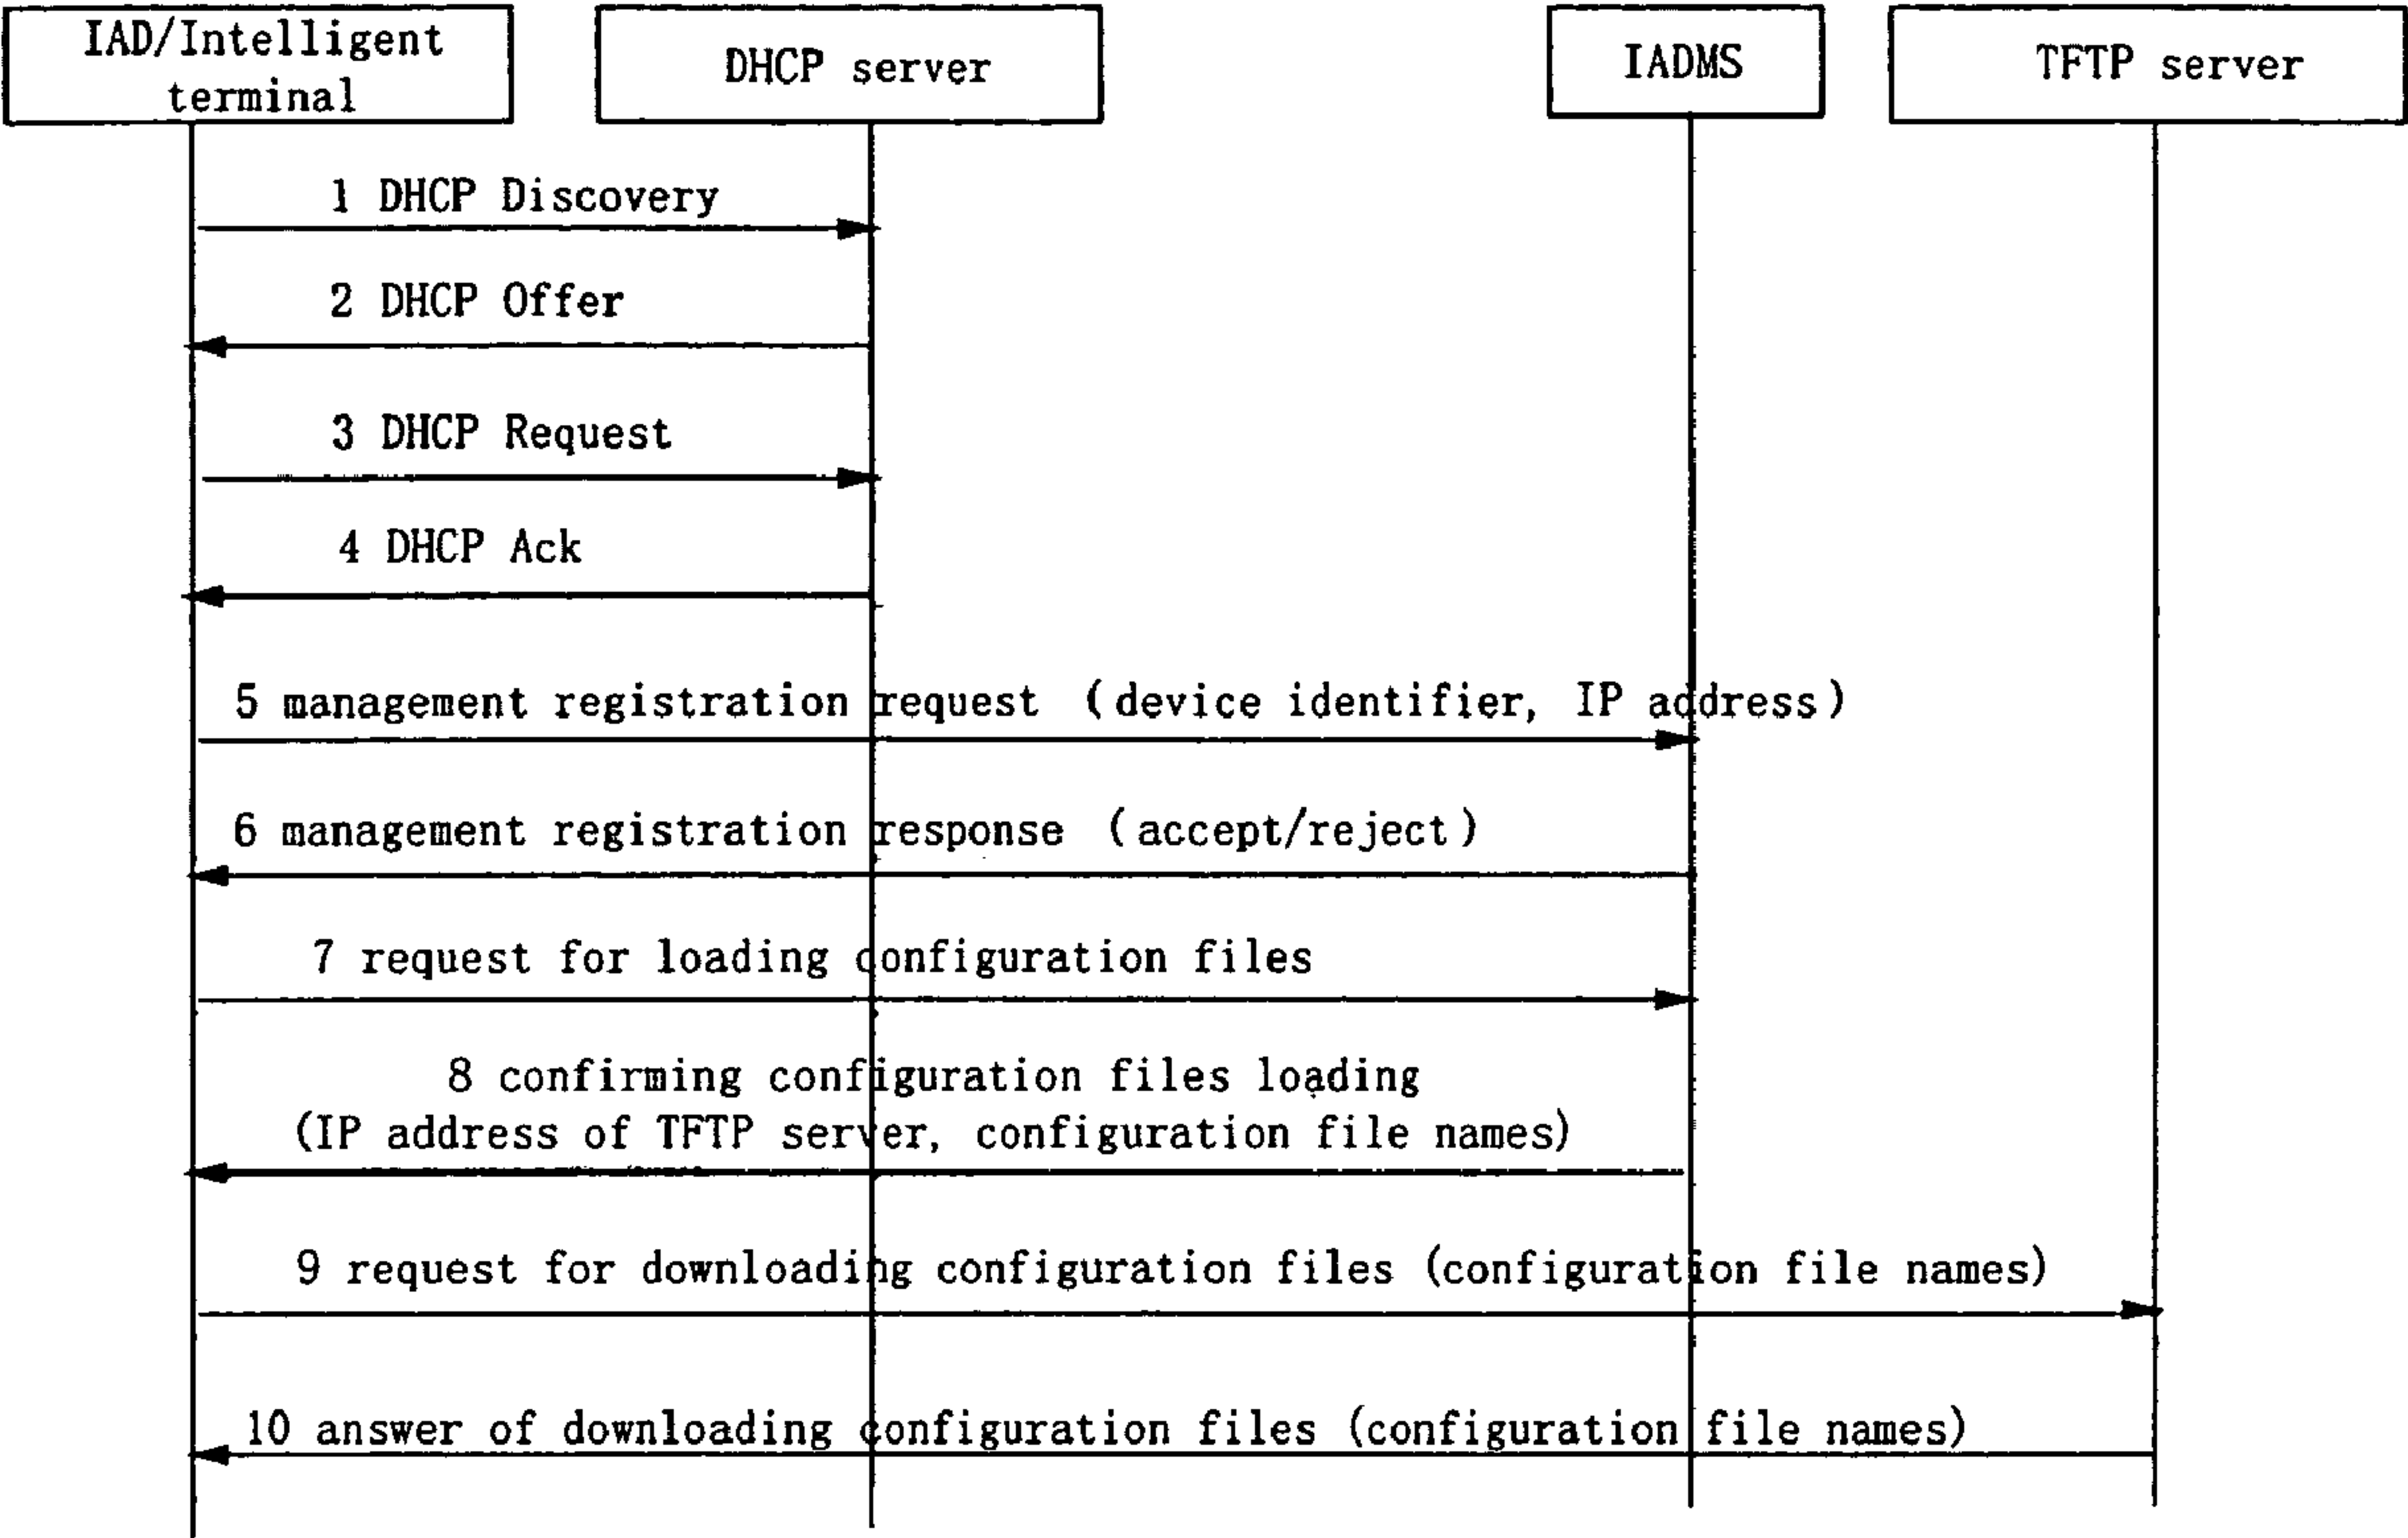 IAD/Intelligent
terminal
DHCP server
IADMS
TFTP server
1 DHCP Discovery
2 DHCP Offer
3 DHCP Request
4 DHCP Ack
5 management registration request (device identifier, IP address)
6 management registration response (accept/reject)
7 request for loading configuration files
8 confirming configuration files loading
(IP address of TFTP server, configuration file names)
9 request for downloading configuration files (configuration file names)
10 answer of downloading configuration files (configuration file names)